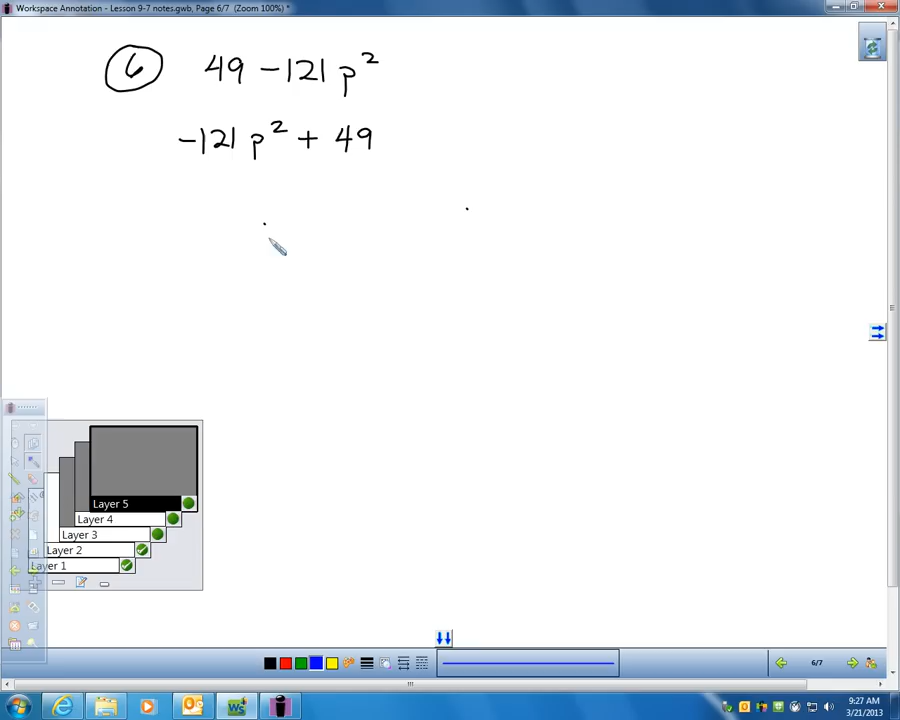 Workspace Annotation - Lesson 9-7 notes.gwb, Page 6/7 (Zoom 100%) *
6 49 - 121 p²
-121 p² + 49
Layer 5
Layer 4
Layer 3
Layer 2
Layer 1
6/7
9:27 AM
3/21/2013